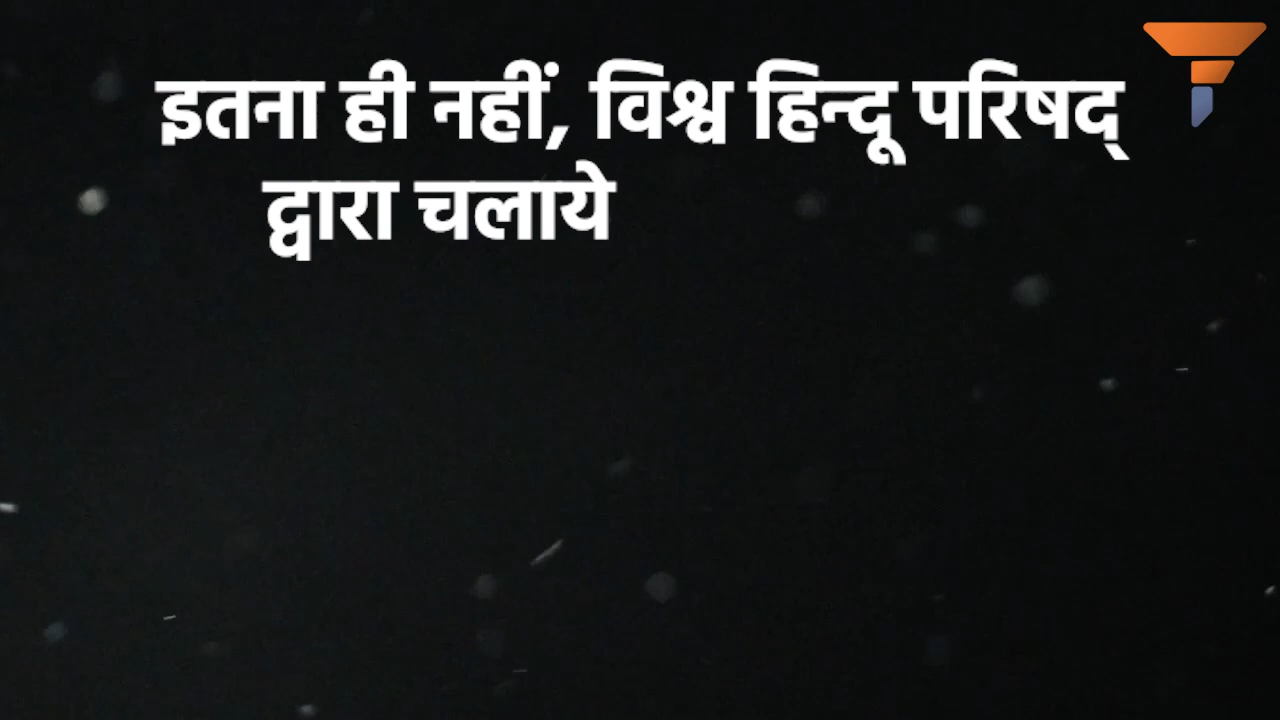 इतना ही नहीं, विश्व हिन्दू परिषद्
द्वारा चलाये